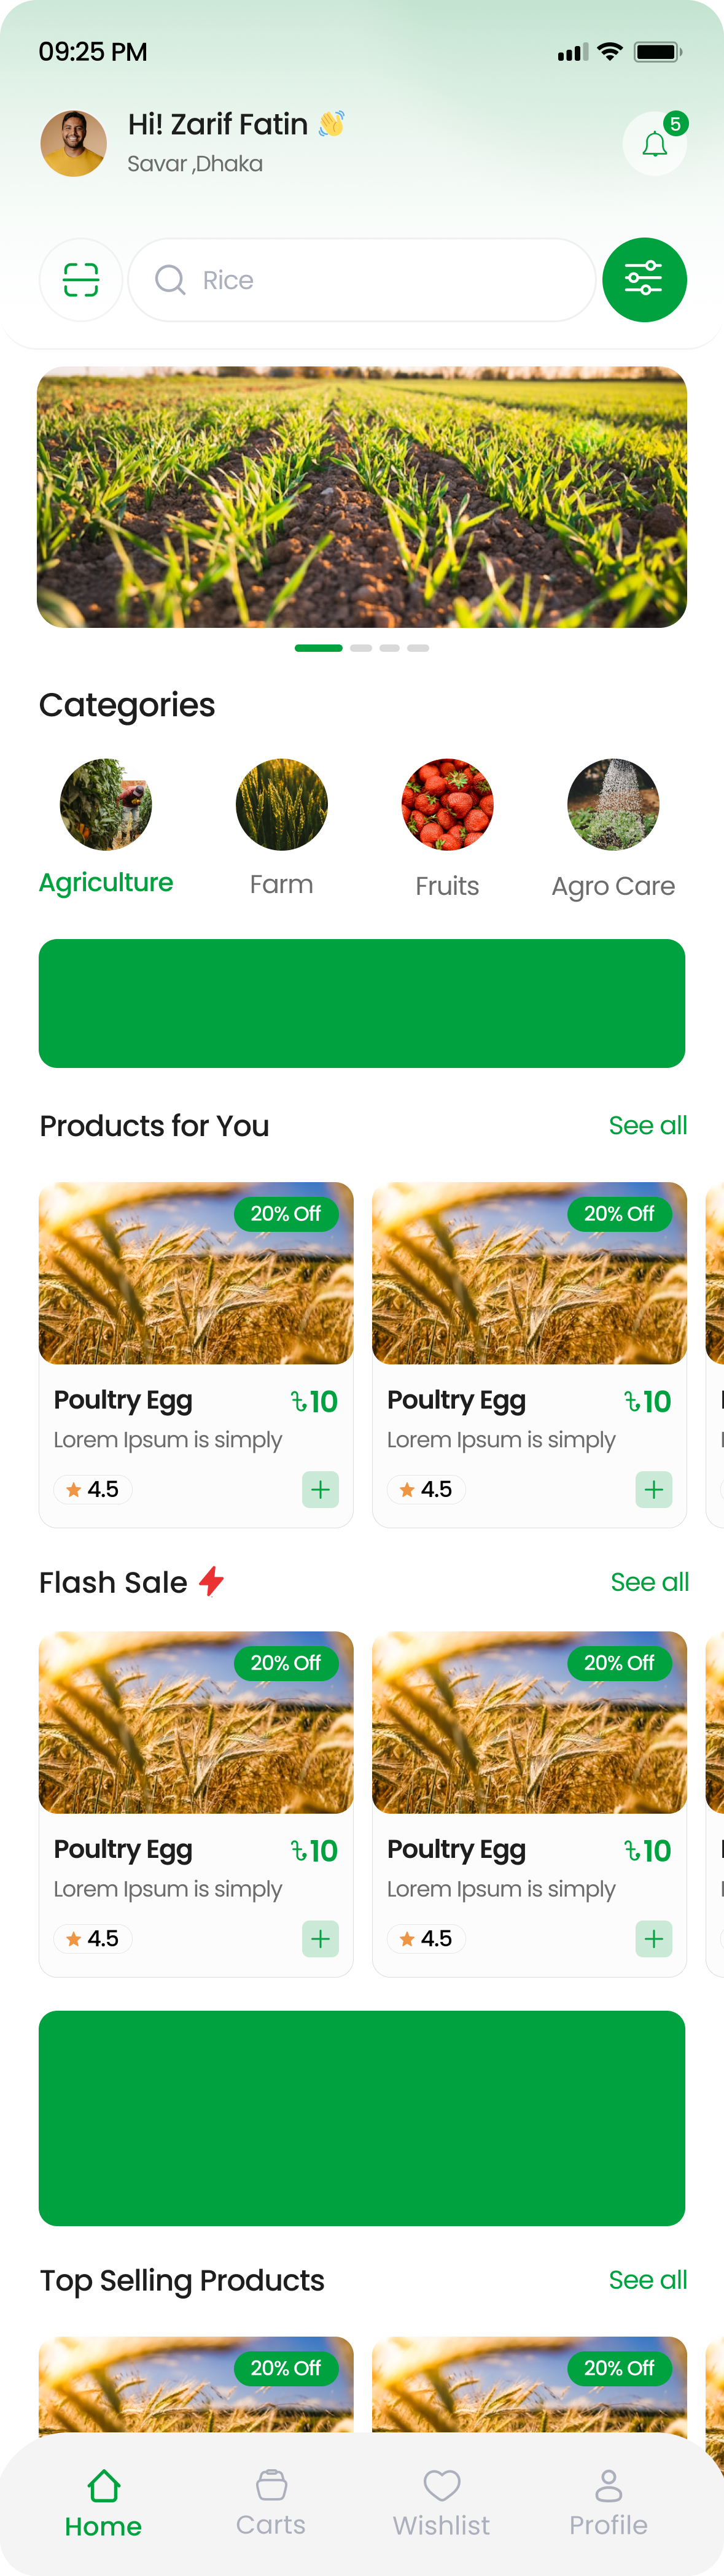 09:25 PM
Hi! Zarif Fatin 👋
5
Savar ,Dhaka
Rice
Categories
Agriculture
Farm
Fruits
Agro Care
Products for You
See all
20% Off
20% Off
Poultry Egg
৳10
Poultry Egg
৳10
Lorem Ipsum is simply
Lorem Ipsum is simply
4.5
4.5
Flash Sale
See all
20% Off
20% Off
Poultry Egg
৳10
Poultry Egg
৳10
Lorem Ipsum is simply
Lorem Ipsum is simply
4.5
4.5
Top Selling Products
See all
20% Off
20% Off
Home
Carts
Wishlist
Profile